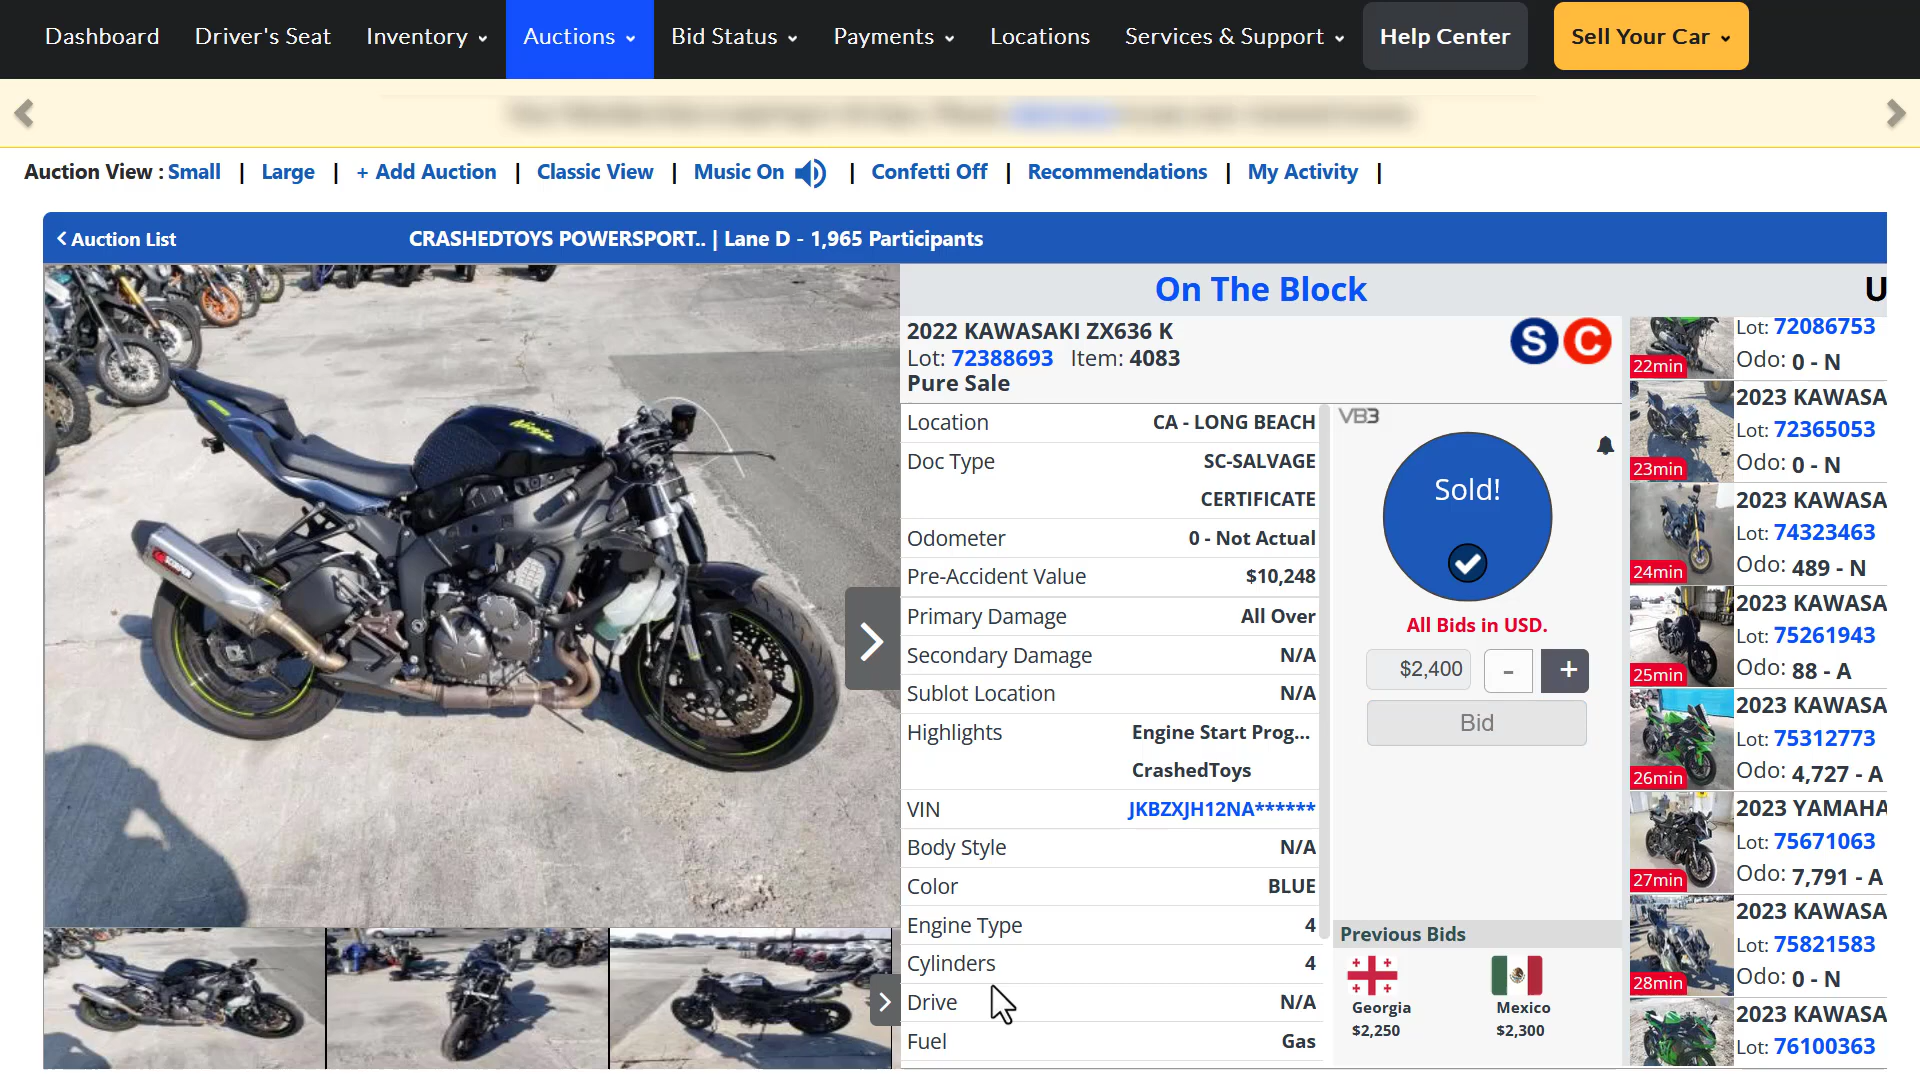 Dashboard
Driver's Seat
Inventory
Auctions
Bid Status
Payments
Locations
Services & Support
Help Center
Sell Your Car
Auction View : Small | Large | + Add Auction | Classic View | Music On | Confetti Off | Recommendations | My Activity |
Auction List
CRASHEDTOYS POWERSPORT.. | Lane D - 1,965 Participants
On The Block
U
2022 KAWASAKI ZX636 K
Lot: 72388693 Item: 4083
Pure Sale
S C
Location CA - LONG BEACH
Doc Type SC-SALVAGE
CERTIFICATE
Odometer 0 - Not Actual
Pre-Accident Value $10,248
Primary Damage All Over
Secondary Damage N/A
Sublot Location N/A
Highlights Engine Start Prog...
CrashedToys
VIN JKBZXJH12NA******
Body Style N/A
Color BLUE
Engine Type 4
Cylinders 4
Drive N/A
Fuel Gas
VB3
Sold!
All Bids in USD.
$2,400 - +
Bid
Previous Bids
Georgia
$2,250
Mexico
$2,300
Lot: 72086753
22min
Odo: 0 - N
2023 KAWASA
Lot: 72365053
23min
Odo: 0 - N
2023 KAWASA
Lot: 74323463
24min
Odo: 489 - N
2023 KAWASA
Lot: 75261943
25min
Odo: 88 - A
2023 KAWASA
Lot: 75312773
26min
Odo: 4,727 - A
2023 YAMAHA
Lot: 75671063
27min
Odo: 7,791 - A
2023 KAWASA
Lot: 75821583
28min
Odo: 0 - N
2023 KAWASA
Lot: 76100363
Ninja
SCORPION